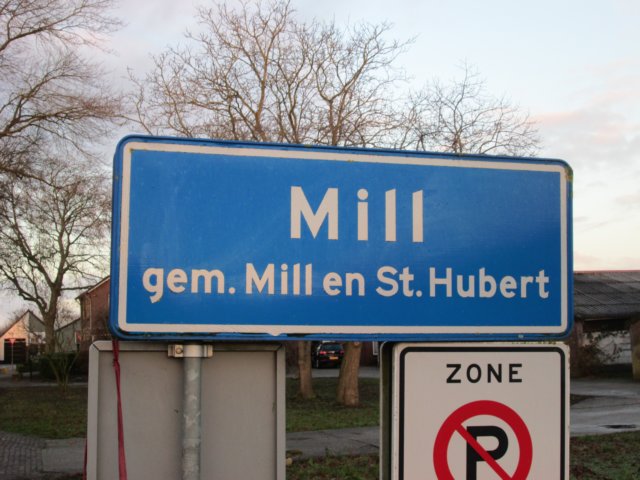 Mill
gem. Mill en St. Hubert
ZONE
P